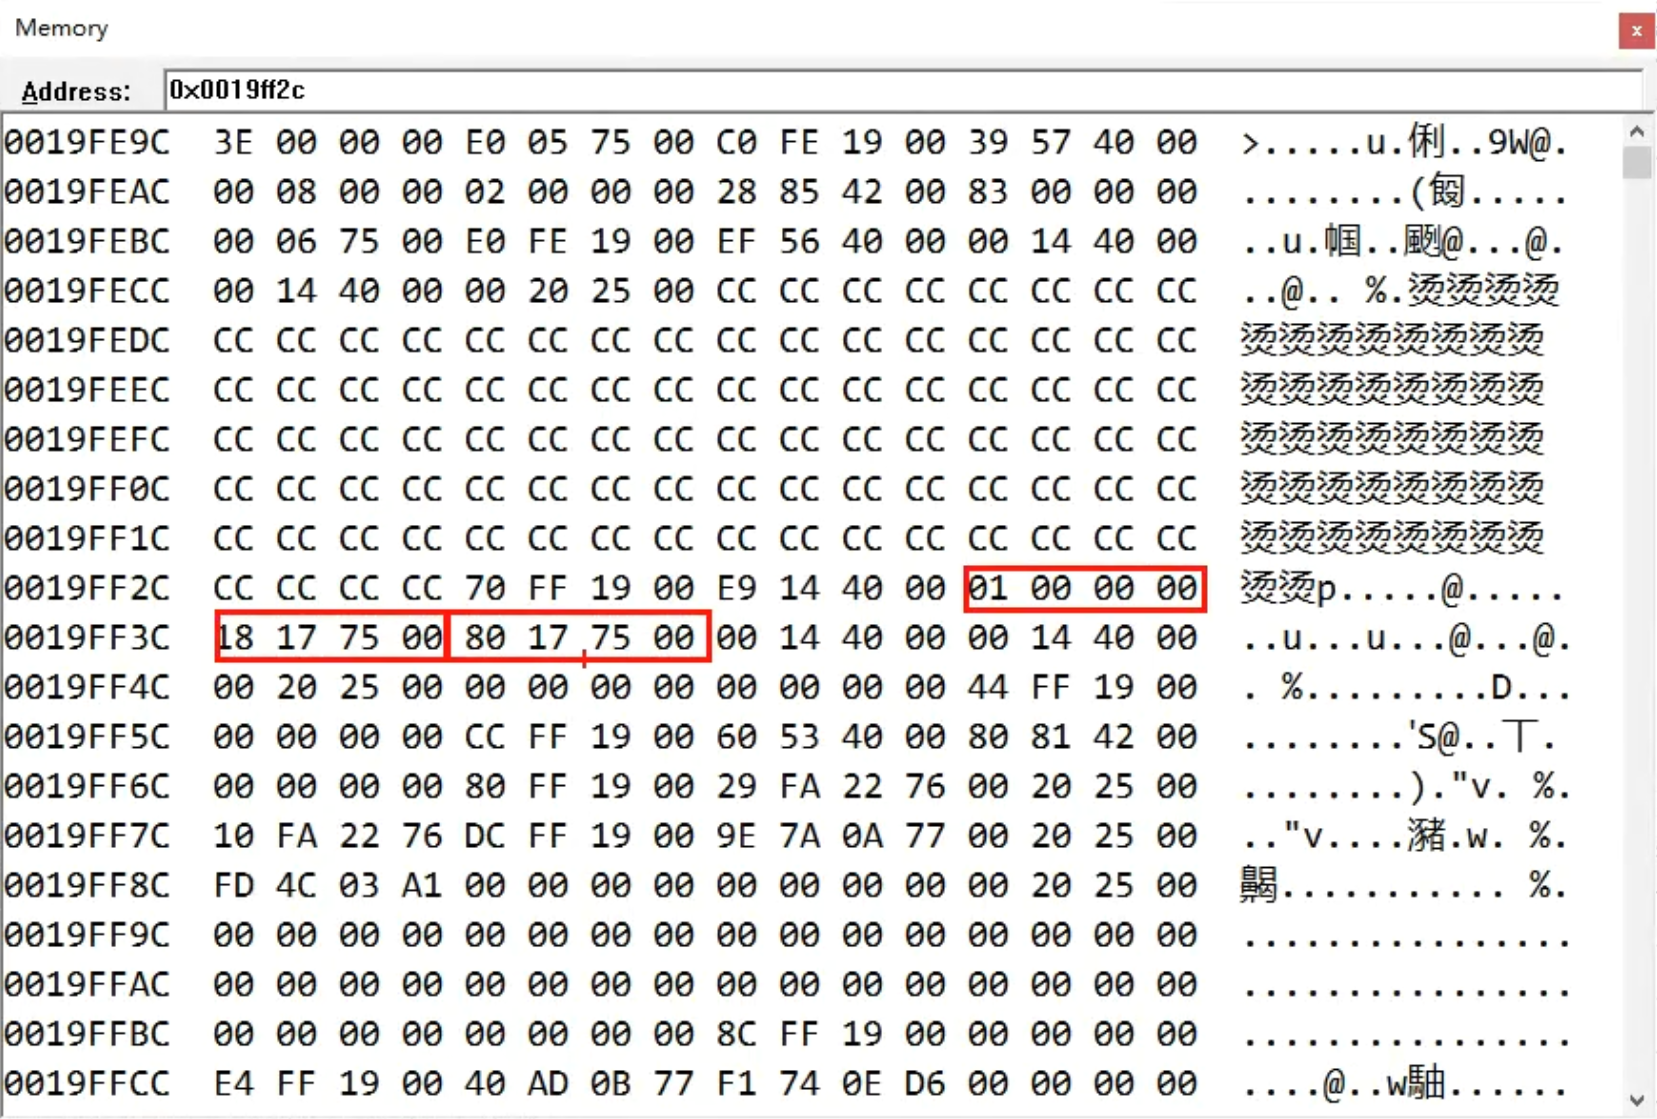 Memory
x
Address: 0x0019ff2c
0019FE9C 3E 00 00 00 E0 05 75 00 C0 FE 19 00 39 57 40 00 >.....u.俐..9W@.
0019FEAC 00 08 00 00 02 00 00 00 28 85 42 00 83 00 00 00 ........(匓.....
0019FEBC 00 06 75 00 E0 FE 19 00 EF 56 40 00 00 14 40 00 ..u.帼..颲@...@.
0019FECC 00 14 40 00 00 20 25 00 CC CC CC CC CC CC CC CC ..@.. %.烫烫烫烫
0019FEDC CC CC CC CC CC CC CC CC CC CC CC CC CC CC CC CC 烫烫烫烫烫烫烫烫
0019FEEC CC CC CC CC CC CC CC CC CC CC CC CC CC CC CC CC 烫烫烫烫烫烫烫烫
0019FEFC CC CC CC CC CC CC CC CC CC CC CC CC CC CC CC CC 烫烫烫烫烫烫烫烫
0019FF0C CC CC CC CC CC CC CC CC CC CC CC CC CC CC CC CC 烫烫烫烫烫烫烫烫
0019FF1C CC CC CC CC CC CC CC CC CC CC CC CC CC CC CC CC 烫烫烫烫烫烫烫烫
0019FF2C CC CC CC CC 70 FF 19 00 E9 14 40 00 01 00 00 00 烫烫p.....@.....
0019FF3C 18 17 75 00 80 17 75 00 00 14 40 00 00 14 40 00 ..u...u...@...@.
0019FF4C 00 20 25 00 00 00 00 00 00 00 00 00 44 FF 19 00 . %.........D...
0019FF5C 00 00 00 00 CC FF 19 00 60 53 40 00 80 81 42 00 ........'S@..丅.
0019FF6C 00 00 00 00 80 FF 19 00 29 FA 22 76 00 20 25 00 ........)."v. %.
0019FF7C 10 FA 22 76 DC FF 19 00 9E 7A 0A 77 00 20 25 00 .."v....瀦.w. %.
0019FF8C FD 4C 03 A1 00 00 00 00 00 00 00 00 00 20 25 00 齃........... %.
0019FF9C 00 00 00 00 00 00 00 00 00 00 00 00 00 00 00 00 ................
0019FFAC 00 00 00 00 00 00 00 00 00 00 00 00 00 00 00 00 ................
0019FFBC 00 00 00 00 00 00 00 00 8C FF 19 00 00 00 00 00 ................
0019FFCC E4 FF 19 00 40 AD 0B 77 F1 74 0E D6 00 00 00 00 ....@..w駎......